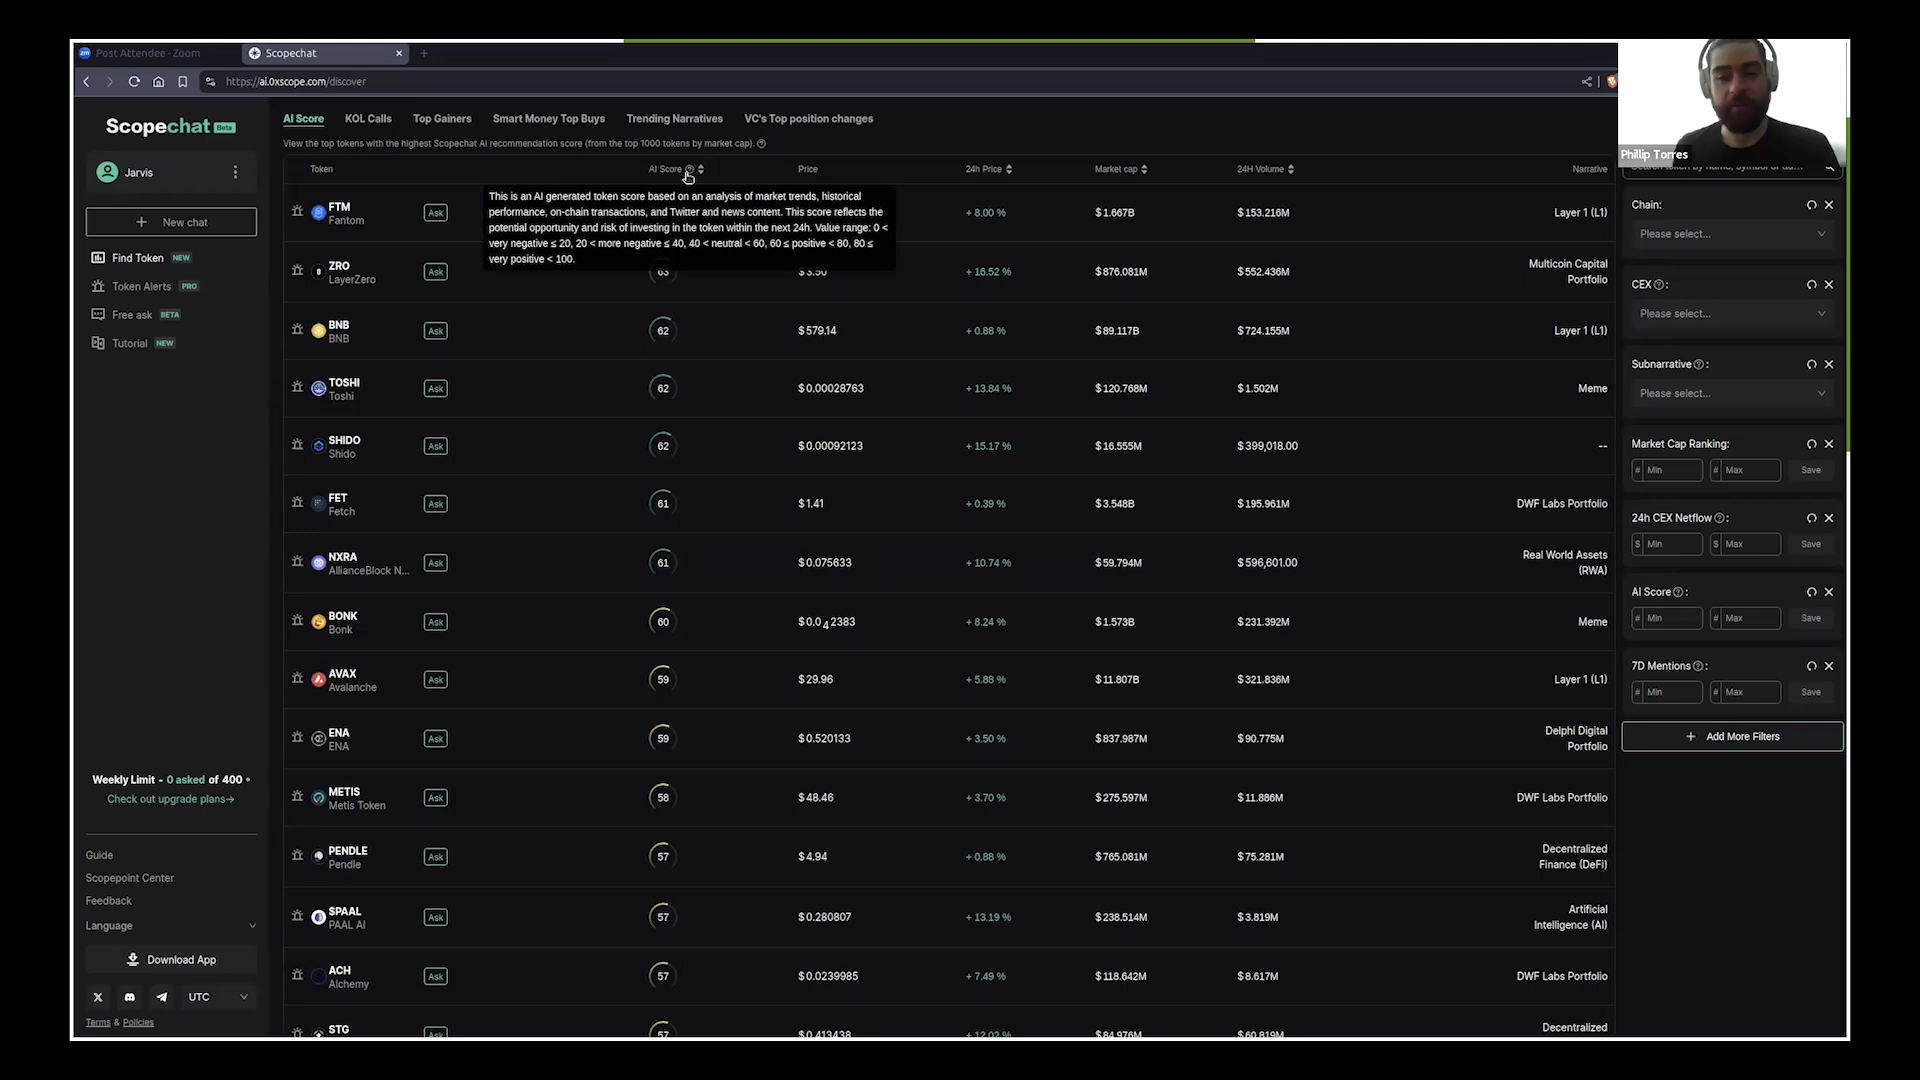 Post Attendee - Zoom
Scopechat
https://ai.0xscope.com/discover
Phillip Torres
Scopechat Beta
Jarvis
New chat
Find Token NEW
Token Alerts PRO
Free ask BETA
Tutorial NEW
Weekly Limit - 0 asked of 400
Check out upgrade plans→
Guide
Scopepoint Center
Feedback
Language
Download App
UTC
Terms & Policies
AI Score KOL Calls Top Gainers Smart Money Top Buys Trending Narratives VC's Top position changes
View the top tokens with the highest Scopechat AI recommendation score (from the top 1000 tokens by market cap).
Token AI Score Price 24h Price Market cap 24H Volume Narrative
This is an AI generated token score based on an analysis of market trends, historical
performance, on-chain transactions, and Twitter and news content. This score reflects the
potential opportunity and risk of investing in the token within the next 24h. Value range: 0 <
very negative ≤ 20, 20 < more negative ≤ 40, 40 < neutral < 60, 60 ≤ positive < 80, 80 ≤
very positive < 100.
FTM
Fantom
Ask + 8.00 % $ 1.667B $ 153.216M Layer 1 (L1)
ZRO
LayerZero
Ask 63 $ 3.50 + 16.52 % $ 876.081M $ 552.436M Multicoin Capital
Portfolio
BNB
BNB
Ask 62 $ 579.14 + 0.88 % $ 89.117B $ 724.155M Layer 1 (L1)
TOSHI
Toshi
Ask 62 $ 0.00028763 + 13.84 % $ 120.768M $ 1.502M Meme
SHIDO
Shido
Ask 62 $ 0.00092123 + 15.17 % $ 16.555M $ 399,018.00 --
FET
Fetch
Ask 61 $ 1.41 + 0.39 % $ 3.548B $ 195.961M DWF Labs Portfolio
NXRA
AllianceBlock N...
Ask 61 $ 0.075633 + 10.74 % $ 59.794M $ 596,601.00 Real World Assets
(RWA)
BONK
Bonk
Ask 60 $ 0.0₄2383 + 8.24 % $ 1.573B $ 231.392M Meme
AVAX
Avalanche
Ask 59 $ 29.96 + 5.88 % $ 11.807B $ 321.836M Layer 1 (L1)
ENA
ENA
Ask 59 $ 0.520133 + 3.50 % $ 837.987M $ 90.775M Delphi Digital
Portfolio
METIS
Metis Token
Ask 58 $ 48.46 + 3.70 % $ 275.597M $ 11.886M DWF Labs Portfolio
PENDLE
Pendle
Ask 57 $ 4.94 + 0.88 % $ 765.081M $ 75.281M Decentralized
Finance (DeFi)
$PAAL
PAAL AI
Ask 57 $ 0.280807 + 13.19 % $ 238.514M $ 3.819M Artificial
Intelligence (AI)
ACH
Alchemy
Ask 57 $ 0.0239985 + 7.49 % $ 118.642M $ 8.617M DWF Labs Portfolio
STG
Ask 57 $ 0.413438 + 12.02 % $ 84.976M $ 60.819M Decentralized
Chain:
Please select...
CEX :
Please select...
Subnarrative :
Please select...
Market Cap Ranking:
# Min # Max Save
24h CEX Netflow :
$ Min $ Max Save
AI Score :
# Min # Max Save
7D Mentions :
# Min # Max Save
+ Add More Filters